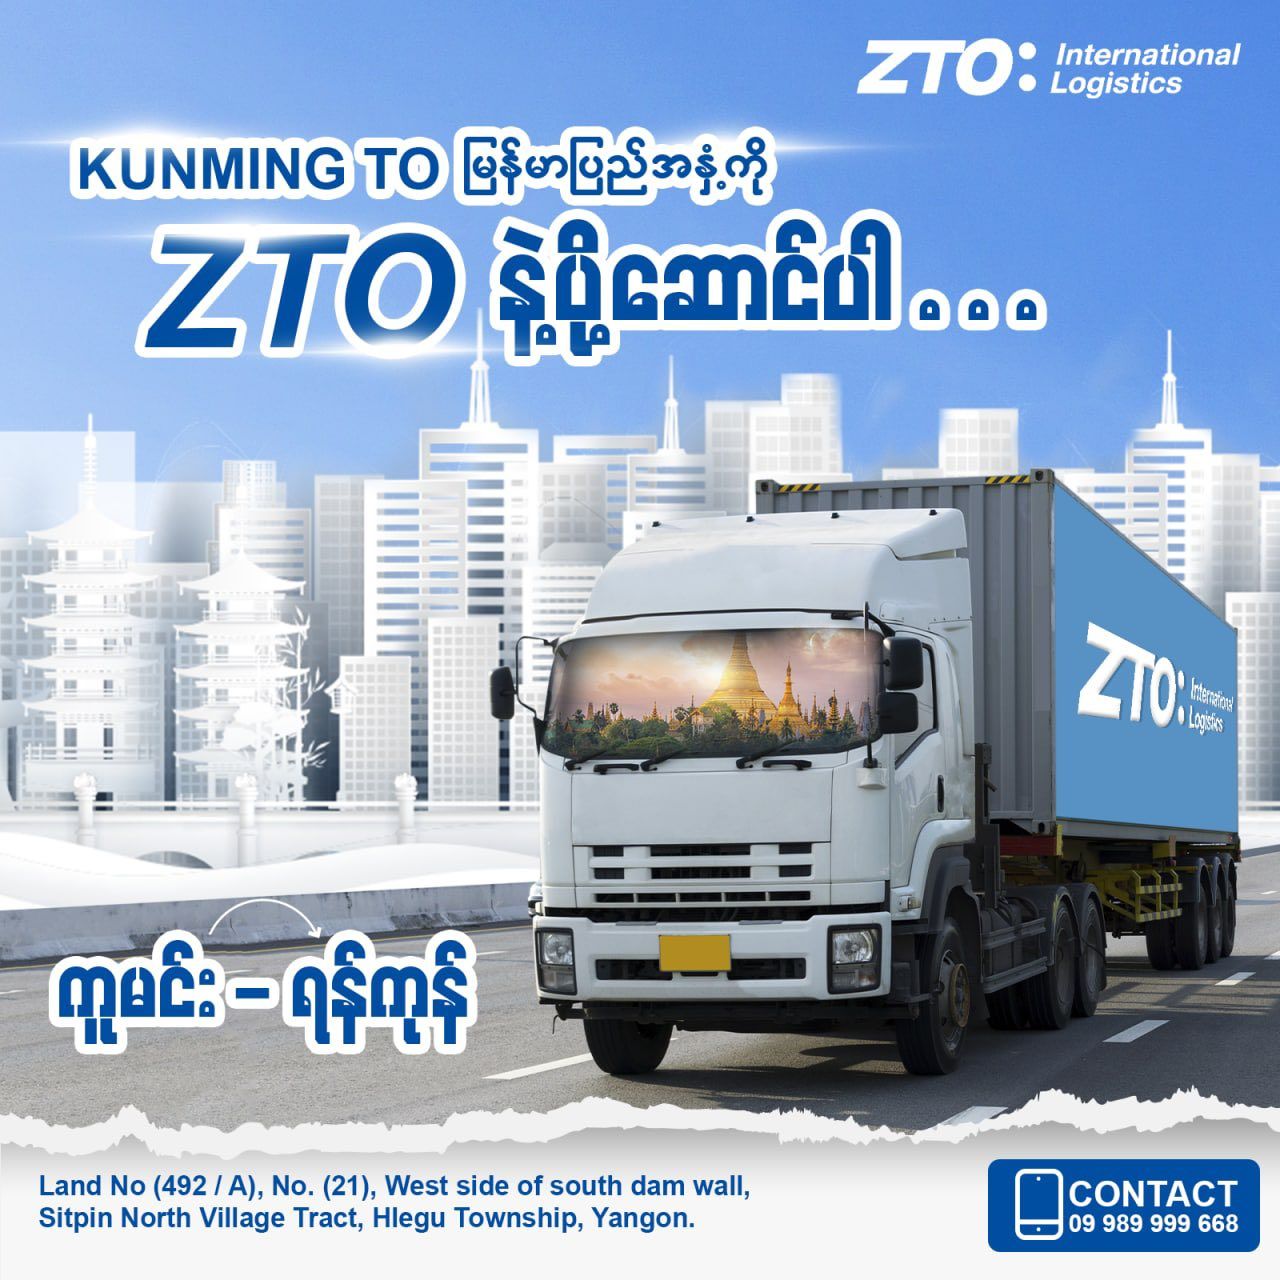 ZTO: International
Logistics
KUNMING TO မြန်မာပြည်အနှံ့ကို
ZTO နဲ့ပို့ဆောင်ပါ . . .
ZTO: International
Logistics
ကူမင်း – ရန်ကုန်
Land No (492 / A), No. (21), West side of south dam wall,
Sitpin North Village Tract, Hlegu Township, Yangon.
CONTACT
09 989 999 668